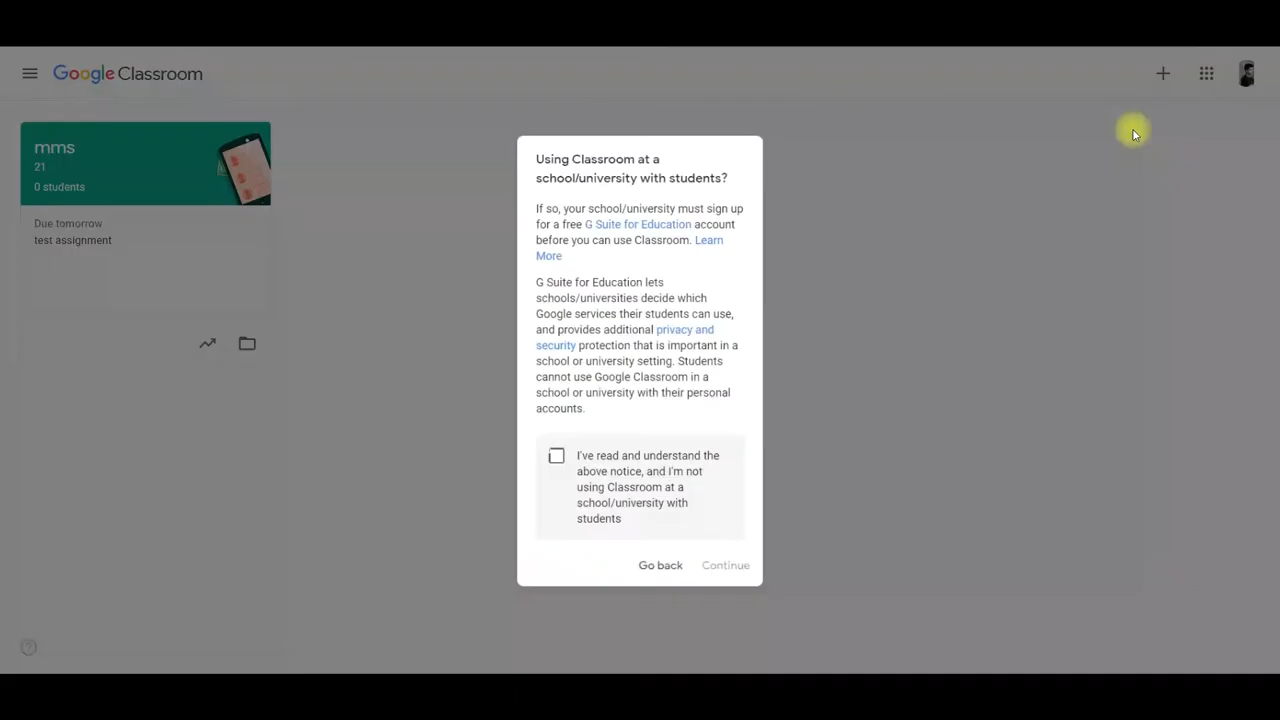 Google Classroom
mms
21
0 students
Due tomorrow
test assignment
Using Classroom at a
school/university with students?
If so, your school/university must sign up
for a free G Suite for Education account
before you can use Classroom. Learn
More
G Suite for Education lets
schools/universities decide which
Google services their students can use,
and provides additional privacy and
security protection that is important in a
school or university setting. Students
cannot use Google Classroom in a
school or university with their personal
accounts.
I've read and understand the
above notice, and I'm not
using Classroom at a
school/university with
students
Go back Continue